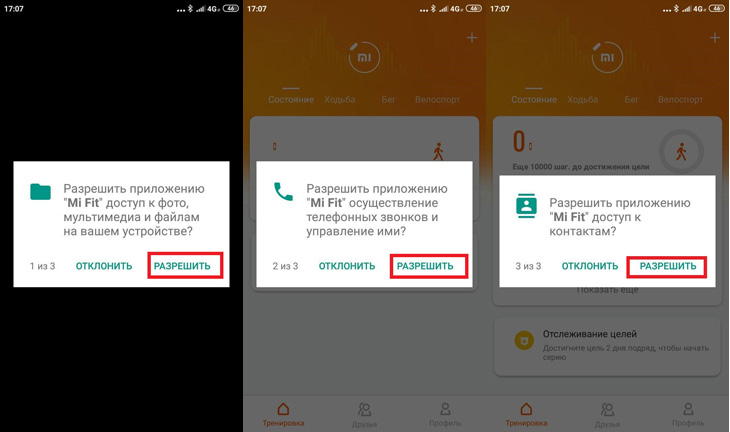 17:07
4G
46
Разрешить приложению
"Mi Fit" доступ к фото,
мультимедиа и файлам
на вашем устройстве?
1 из 3
ОТКЛОНИТЬ
РАЗРЕШИТЬ
17:07
4G
46
mi
Состояние
Ходьба
Бег
Велоспорт
0
Разрешить приложению
"Mi Fit" осуществление
телефонных звонков и
управление ими?
2 из 3
ОТКЛОНИТЬ
РАЗРЕШИТЬ
Тренировка
Друзья
Профиль
17:07
4G
46
mi
Состояние
Ходьба
Бег
Велоспорт
0
Еще 10000 шаг. до достижения цели
Разрешить приложению
"Mi Fit" доступ к
контактам?
3 из 3
ОТКЛОНИТЬ
РАЗРЕШИТЬ
Показать еще
Отслеживание целей
Достигните цель 2 дня подряд, чтобы начать
серию
Тренировка
Друзья
Профиль